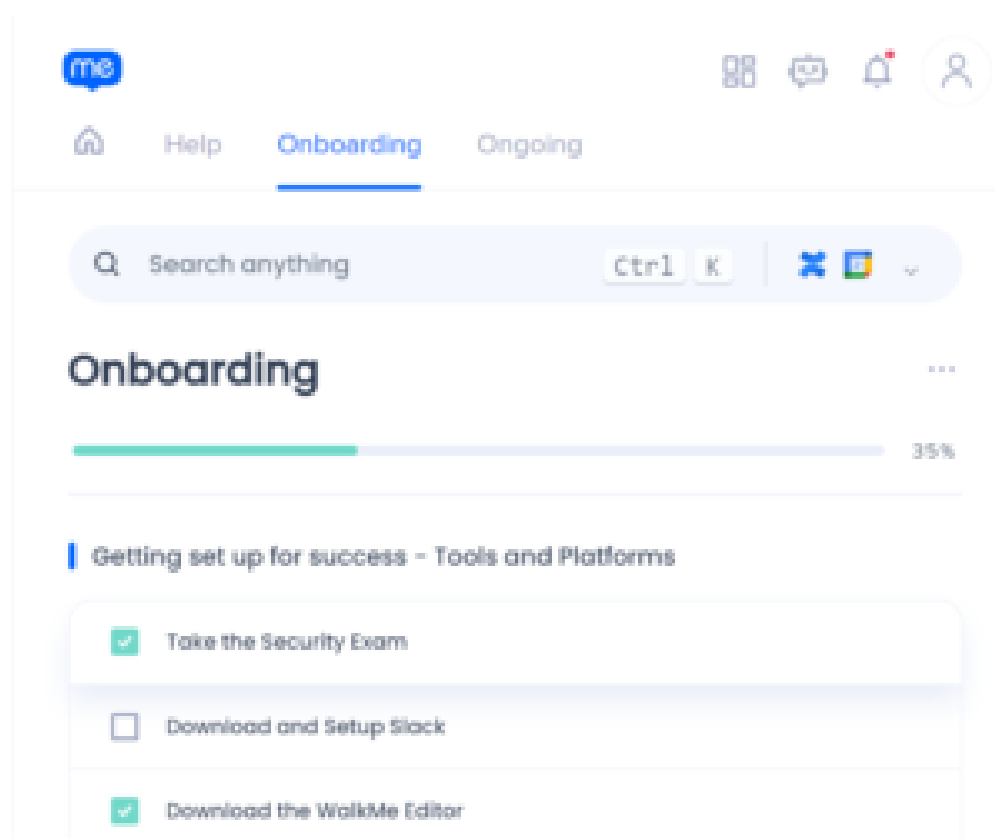 me
Help Onboarding Ongoing
Search anything Ctrl K
Onboarding
35%
Getting set up for success - Tools and Platforms
Take the Security Exam
Download and Setup Slack
Download the WalkMe Editor